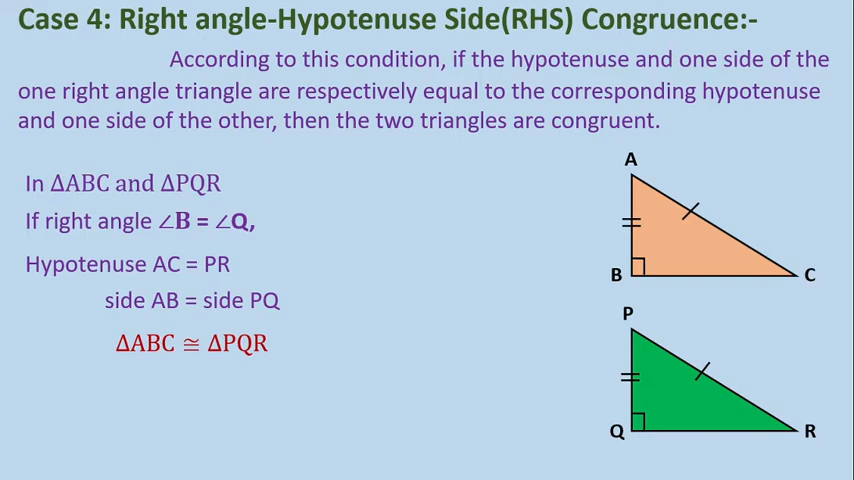 Case 4: Right angle-Hypotenuse Side(RHS) Congruence:-
According to this condition, if the hypotenuse and one side of the
one right angle triangle are respectively equal to the corresponding hypotenuse
and one side of the other, then the two triangles are congruent.
In ΔABC and ΔPQR
If right angle ∠B = ∠Q,
Hypotenuse AC = PR
side AB = side PQ
ΔABC ≅ ΔPQR
A
B
C
P
Q
R